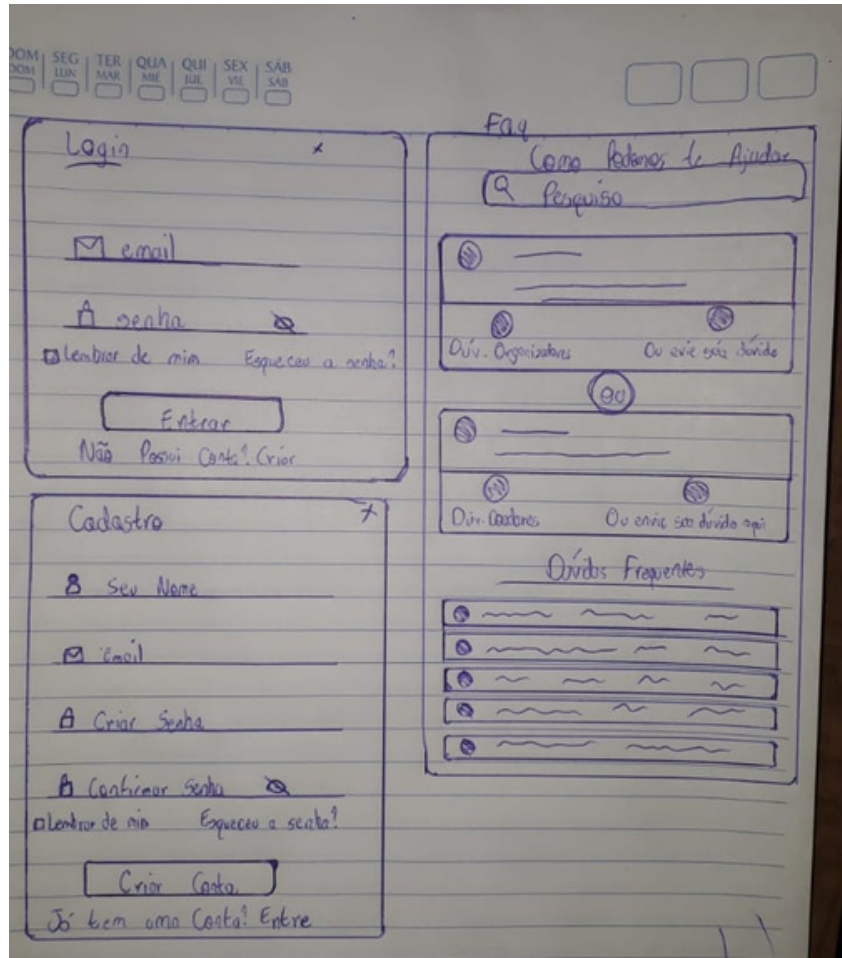 DOM SEG TER QUA QUI SEX SÁB
DOM LUN MAR MIÉ JUE VIE SÁB
Login x
email
senha
Lembrar de mim Esqueceu a senha?
Entrar
Não Possui Conta? Criar
Cadastro x
Seu Nome
Email
Criar Senha
Confirmar Senha
Lembrar de mim Esqueceu a senha?
Criar Conta
Já tem uma Conta? Entre
Faq
Como Podemos te Ajudar
Pesquiso
Dúv. Organizadores Ou evie sua dúvida
Dúv. Doadores Ou envie sua dúvida aqui
Dúvidas Frequentes